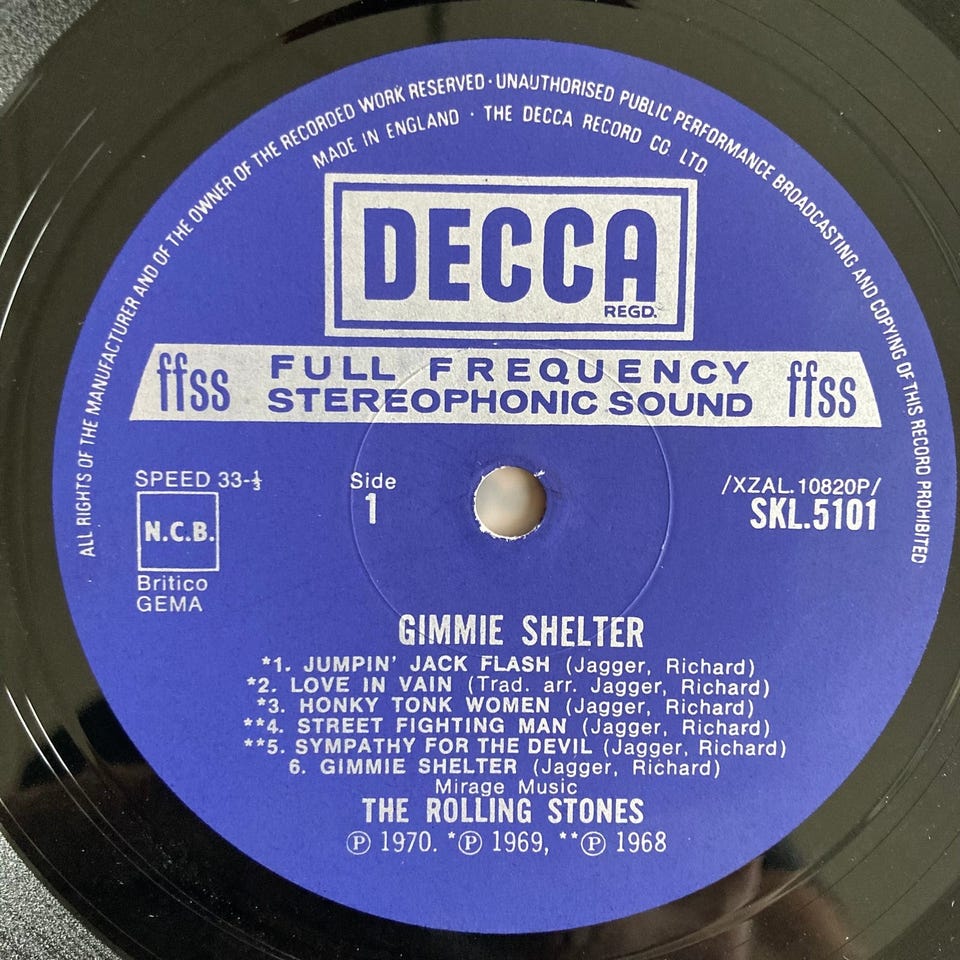 ALL RIGHTS OF THE MANUFACTURER AND OF THE OWNER OF THE RECORDED WORK RESERVED · UNAUTHORISED PUBLIC PERFORMANCE BROADCASTING AND COPYING OF THIS RECORD PROHIBITED
MADE IN ENGLAND · THE DECCA RECORD CO. LTD.
DECCA
REGD.
ffss FULL FREQUENCY ffss
STEREOPHONIC SOUND
SPEED 33-⅓
Side
1
/XZAL.10820P/
SKL.5101
N.C.B.
Britico
GEMA
GIMMIE SHELTER
*1. JUMPIN' JACK FLASH (Jagger, Richard)
*2. LOVE IN VAIN (Trad. arr. Jagger, Richard)
*3. HONKY TONK WOMEN (Jagger, Richard)
**4. STREET FIGHTING MAN (Jagger, Richard)
**5. SYMPATHY FOR THE DEVIL (Jagger, Richard)
6. GIMMIE SHELTER (Jagger, Richard)
Mirage Music
THE ROLLING STONES
Ⓟ 1970. *Ⓟ 1969, **Ⓟ 1968